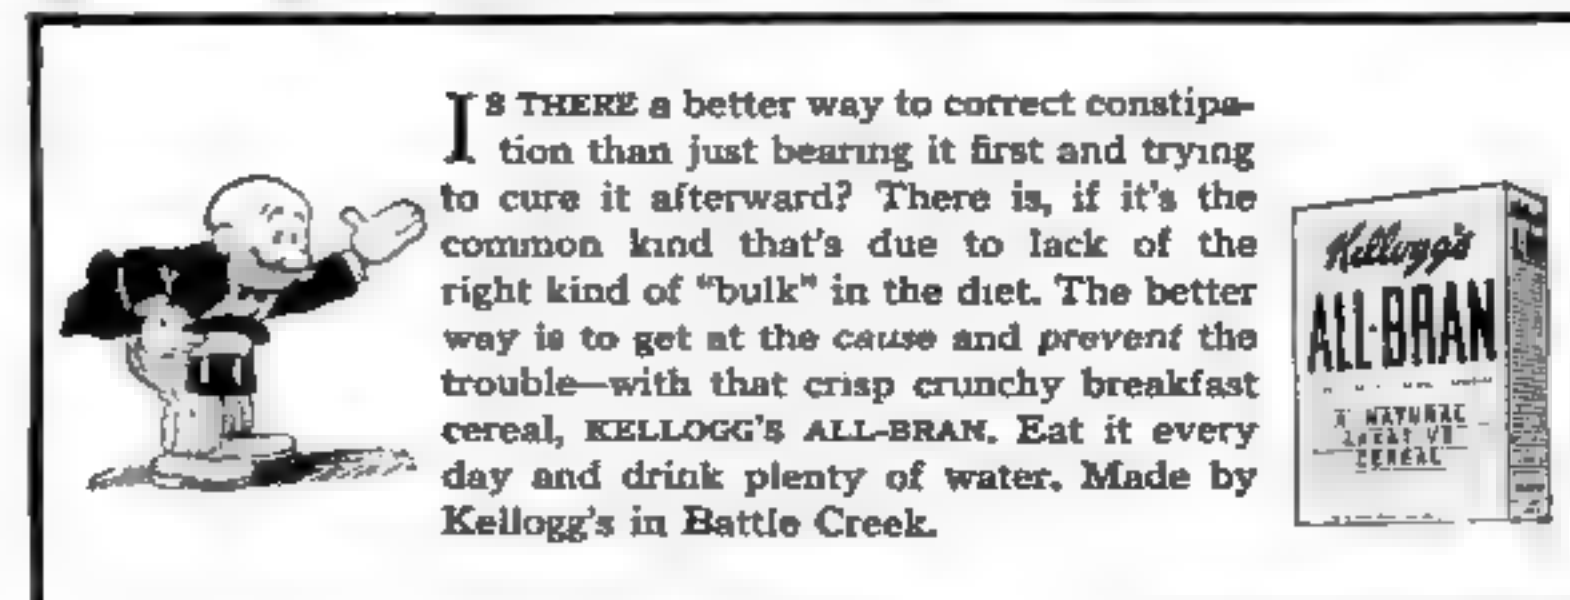 IS THERE a better way to correct constipa-
tion than just bearing it first and trying
to cure it afterward? There is, if it's the
common kind that's due to lack of the
right kind of "bulk" in the diet. The better
way is to get at the cause and prevent the
trouble—with that crisp crunchy breakfast
cereal, KELLOGG'S ALL-BRAN. Eat it every
day and drink plenty of water. Made by
Kellogg's in Battle Creek.
Kellogg's
ALL-BRAN
A NATURAL
CEREAL